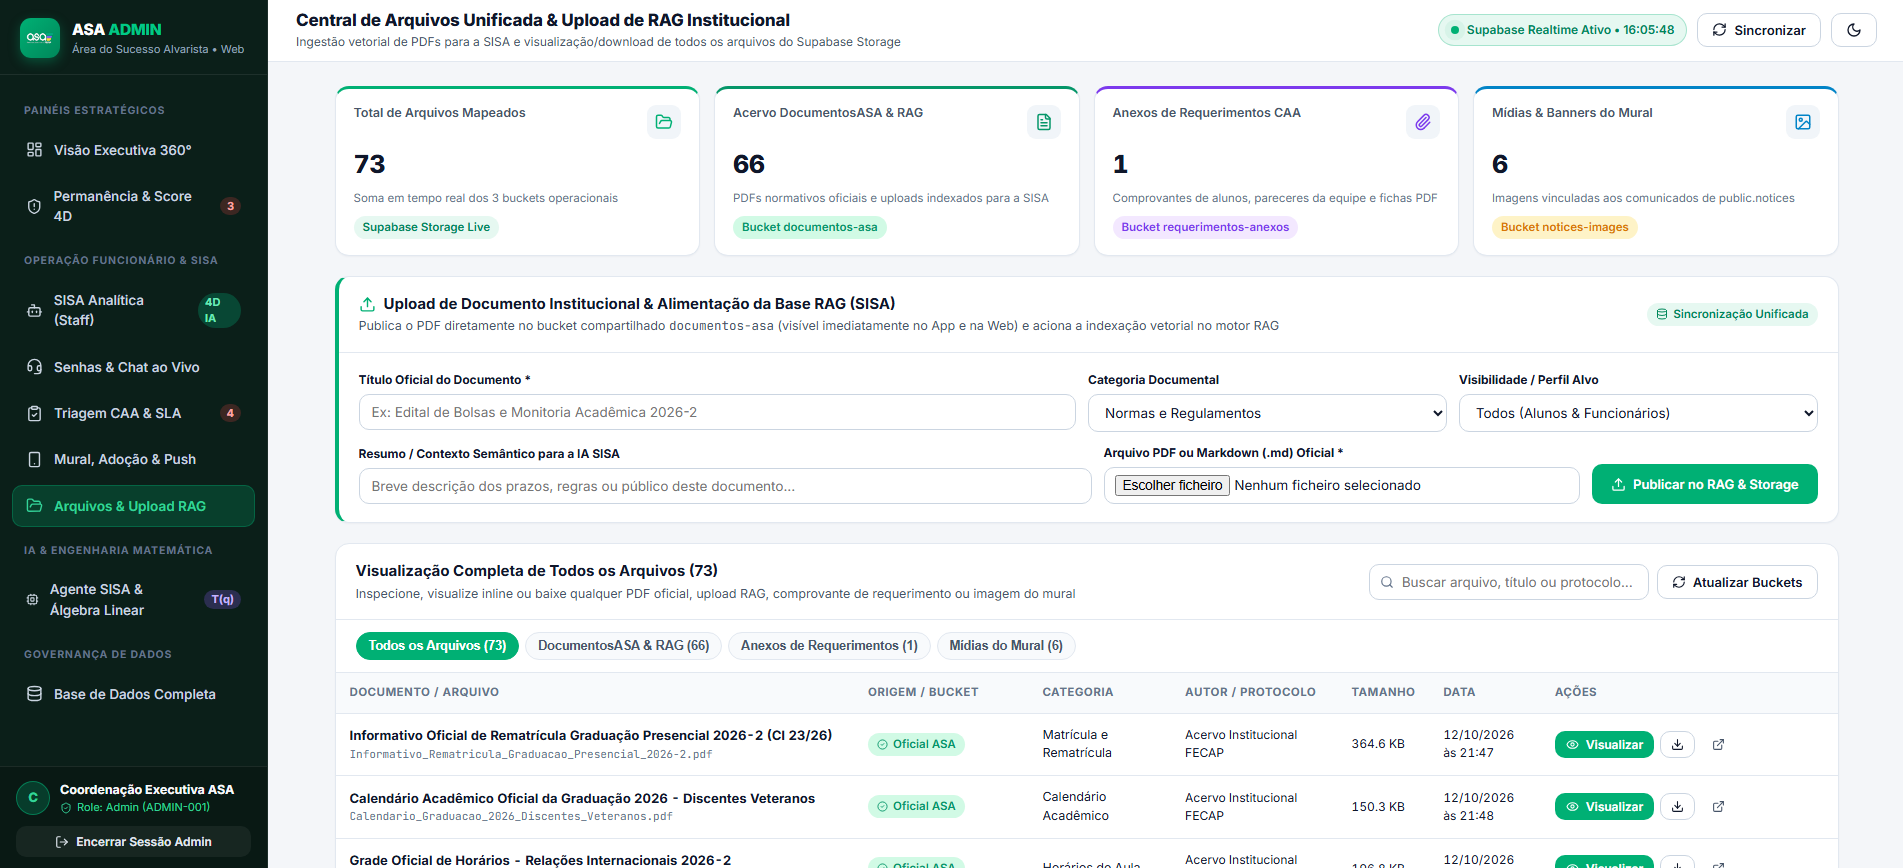 asa
ASA ADMIN
Área do Sucesso Alvarista • Web
PAINÉIS ESTRATÉGICOS
Visão Executiva 360°
Permanência & Score
4D
3
OPERAÇÃO FUNCIONÁRIO & SISA
SISA Analítica
(Staff)
4D
IA
Senhas & Chat ao Vivo
Triagem CAA & SLA
4
Mural, Adoção & Push
Arquivos & Upload RAG
IA & ENGENHARIA MATEMÁTICA
Agente SISA &
Álgebra Linear
T(q)
GOVERNANÇA DE DADOS
Base de Dados Completa
C
Coordenação Executiva ASA
Role: Admin (ADMIN-001)
Encerrar Sessão Admin
Central de Arquivos Unificada & Upload de RAG Institucional
Ingestão vetorial de PDFs para a SISA e visualização/download de todos os arquivos do Supabase Storage
Supabase Realtime Ativo • 16:05:48
Sincronizar
Total de Arquivos Mapeados
73
Soma em tempo real dos 3 buckets operacionais
Supabase Storage Live
Acervo DocumentosASA & RAG
66
PDFs normativos oficiais e uploads indexados para a SISA
Bucket documentos-asa
Anexos de Requerimentos CAA
1
Comprovantes de alunos, pareceres da equipe e fichas PDF
Bucket requerimentos-anexos
Mídias & Banners do Mural
6
Imagens vinculadas aos comunicados de public.notices
Bucket notices-images
Upload de Documento Institucional & Alimentação da Base RAG (SISA)
Publica o PDF diretamente no bucket compartilhado documentos-asa (visível imediatamente no App e na Web) e aciona a indexação vetorial no motor RAG
Sincronização Unificada
Título Oficial do Documento *
Ex: Edital de Bolsas e Monitoria Acadêmica 2026-2
Categoria Documental
Normas e Regulamentos
Visibilidade / Perfil Alvo
Todos (Alunos & Funcionários)
Resumo / Contexto Semântico para a IA SISA
Breve descrição dos prazos, regras ou público deste documento...
Arquivo PDF ou Markdown (.md) Oficial *
Escolher ficheiro Nenhum ficheiro selecionado
Publicar no RAG & Storage
Visualização Completa de Todos os Arquivos (73)
Inspecione, visualize inline ou baixe qualquer PDF oficial, upload RAG, comprovante de requerimento ou imagem do mural
Buscar arquivo, título ou protocolo...
Atualizar Buckets
Todos os Arquivos (73)
DocumentosASA & RAG (66)
Anexos de Requerimentos (1)
Mídias do Mural (6)
DOCUMENTO / ARQUIVO ORIGEM / BUCKET CATEGORIA AUTOR / PROTOCOLO TAMANHO DATA AÇÕES
Informativo Oficial de Rematrícula Graduação Presencial 2026-2 (CI 23/26)
Informativo_Rematricula_Graduacao_Presencial_2026-2.pdf
Oficial ASA
Matrícula e
Rematrícula
Acervo Institucional
FECAP
364.6 KB
12/10/2026
às 21:47
Visualizar
Calendário Acadêmico Oficial da Graduação 2026 - Discentes Veteranos
Calendario_Graduacao_2026_Discentes_Veteranos.pdf
Oficial ASA
Calendário
Acadêmico
Acervo Institucional
FECAP
150.3 KB
12/10/2026
às 21:48
Visualizar
Grade Oficial de Horários - Relações Internacionais 2026-2
Oficial ASA
Horários de Aula
Acervo Institucional
106.8 KB
12/10/2026
Visualizar